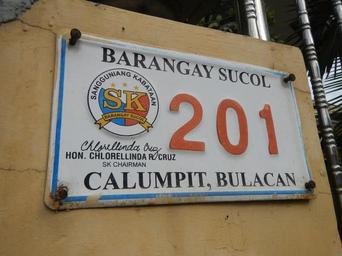 BARANGAY SUCOL
SANGGUNIANG KABATAAN
SK
BARANGAY SUCOL
201
Chlorellinda Cruz
HON. CHLORELLINDA R. CRUZ
SK CHAIRMAN
CALUMPIT, BULACAN